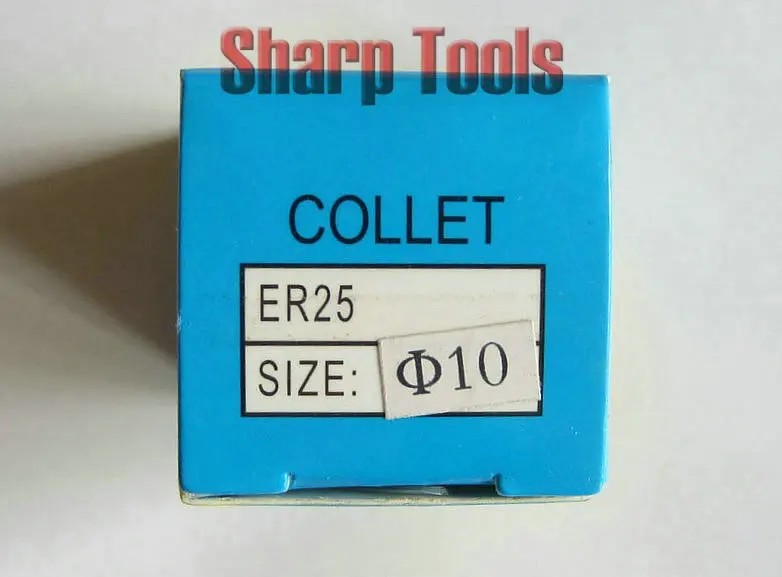 Sharp Tools
COLLET
ER25
SIZE: Φ10